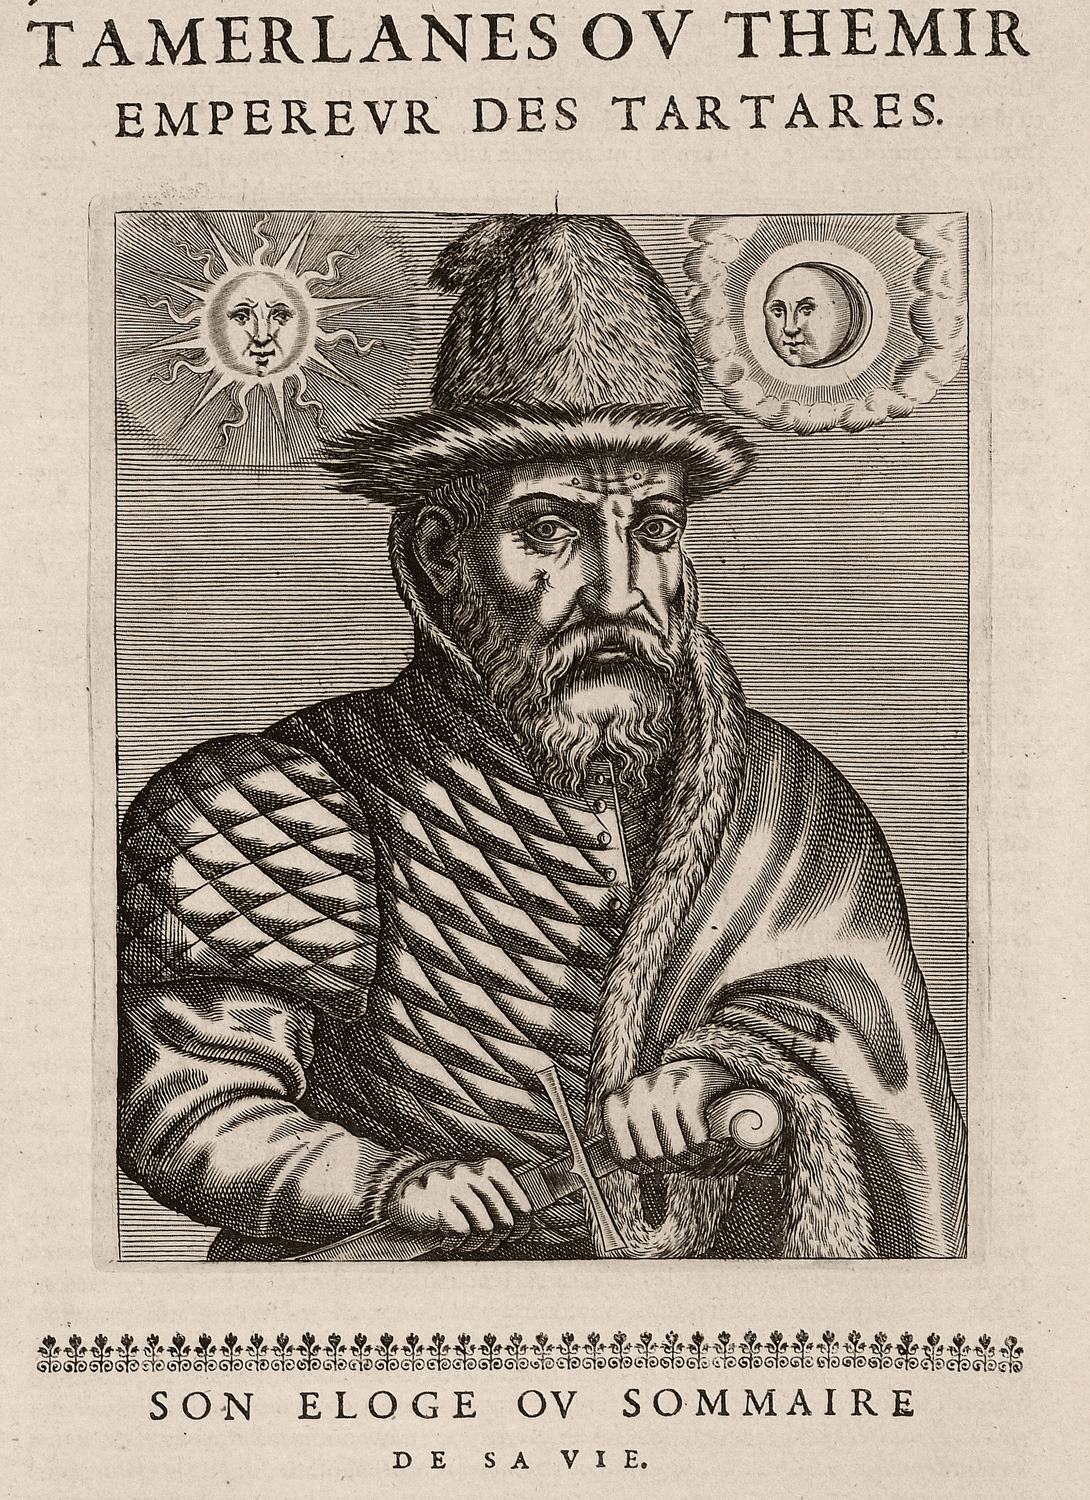 TAMERLANES OV THEMIR
EMPEREVR DES TARTARES.
SON ELOGE OV SOMMAIRE
DE SA VIE.